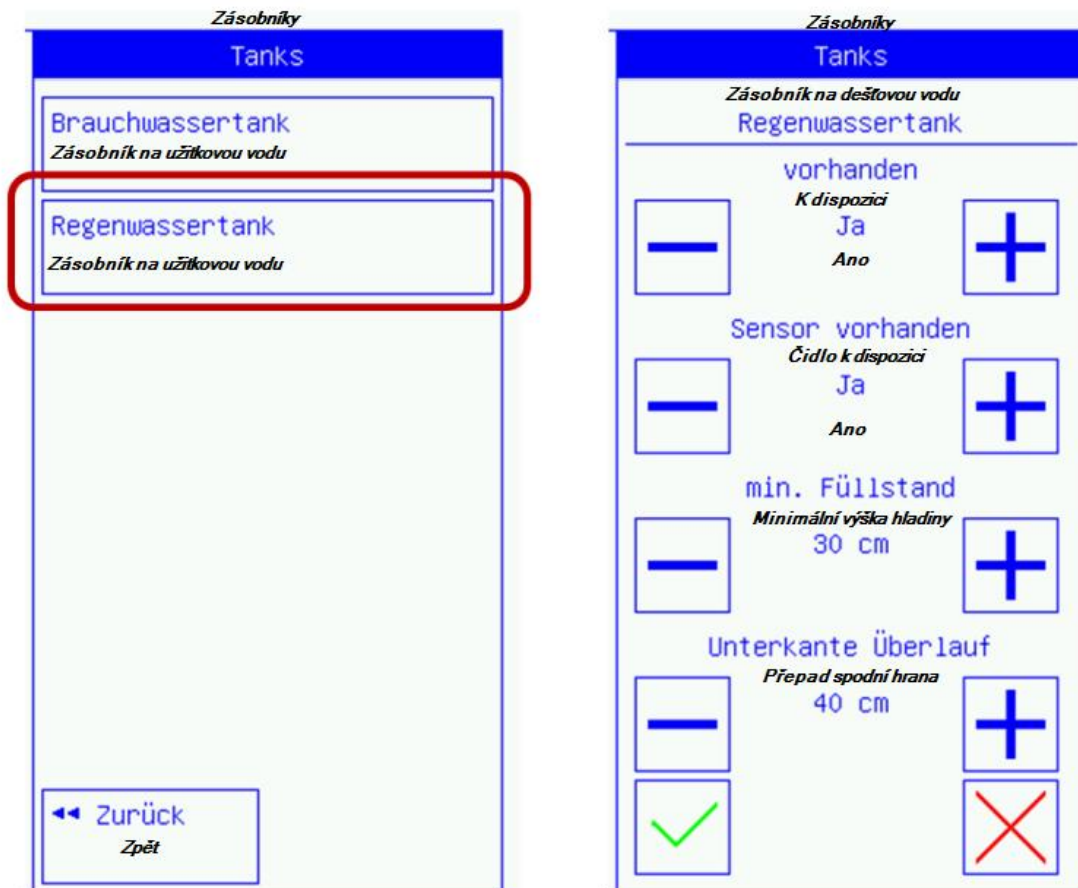 Zásobníky
Tanks
Brauchwassertank
Zásobník na užitkovou vodu
Regenwassertank
Zásobník na užitkovou vodu
◄◄ Zurück
Zpět
Zásobníky
Tanks
Zásobník na dešťovou vodu
Regenwassertank
vorhanden
K dispozici
Ja
Ano
Sensor vorhanden
Čidlo k dispozici
Ja
Ano
min. Füllstand
Minimální výška hladiny
30 cm
Unterkante Überlauf
Přepad spodní hrana
40 cm